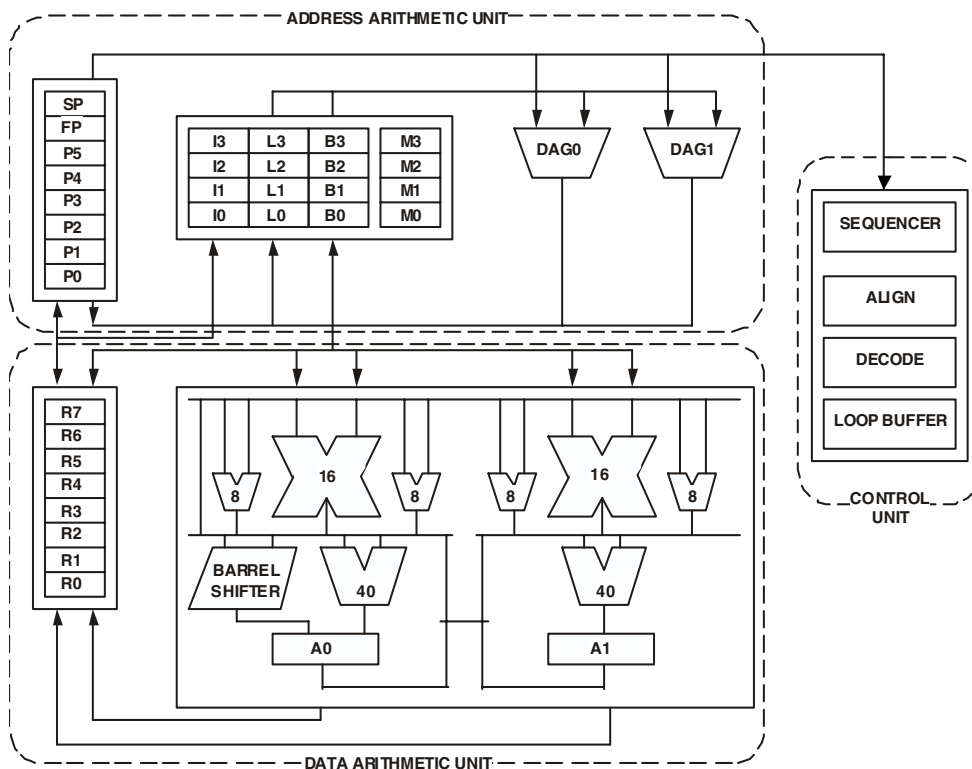 ADDRESS ARITHMETIC UNIT
SP
FP
P5
P4
P3
P2
P1
P0
I3 L3 B3 M3
I2 L2 B2 M2
I1 L1 B1 M1
I0 L0 B0 M0
DAG0
DAG1
SEQUENCER
ALIGN
DECODE
LOOP BUFFER
CONTROL
UNIT
R7
R6
R5
R4
R3
R2
R1
R0
8 16 8 8 16 8
BARREL
SHIFTER
40
40
A0
A1
DATA ARITHMETIC UNIT